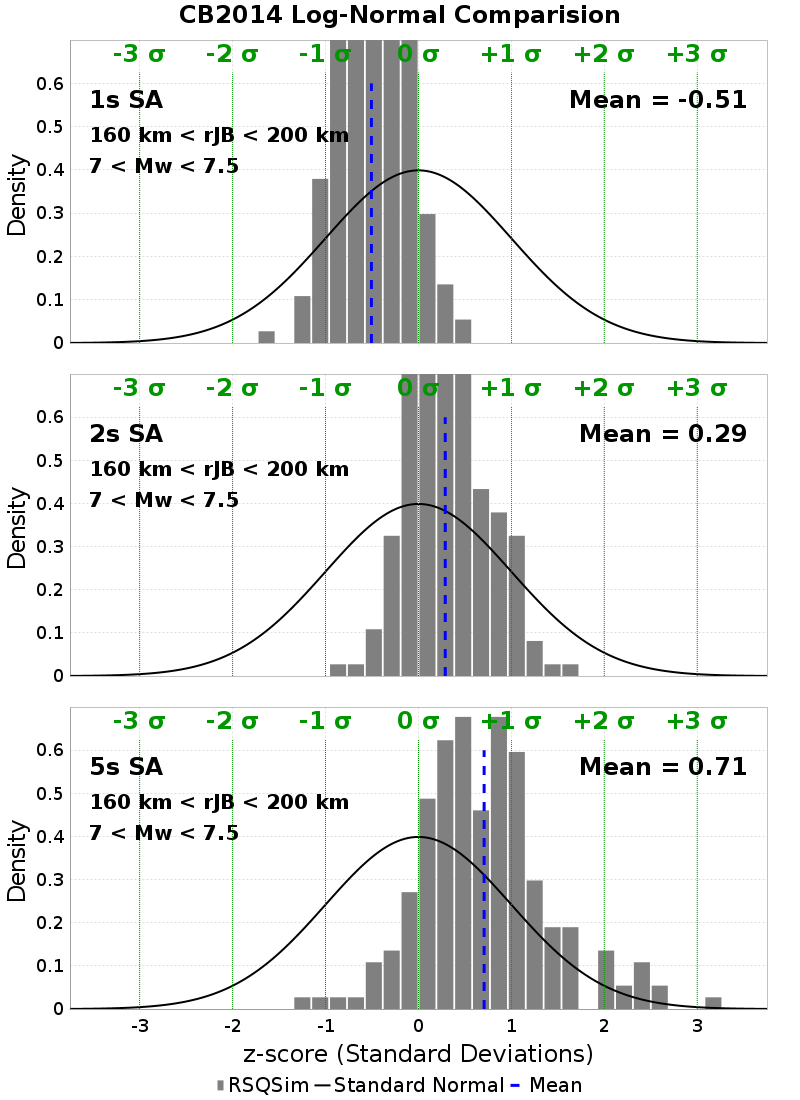 CB2014 Log-Normal Comparision
-3 σ -2 σ -1 σ 0 σ +1 σ +2 σ +3 σ
0.6
1s SA Mean = -0.51
0.5
160 km < rJB < 200 km
7 < Mw < 7.5
0.4
0.3
0.2
0.1
0
Density
-3 σ -2 σ -1 σ 0 σ +1 σ +2 σ +3 σ
0.6
2s SA Mean = 0.29
0.5
160 km < rJB < 200 km
7 < Mw < 7.5
0.4
0.3
0.2
0.1
0
Density
-3 σ -2 σ -1 σ 0 σ +1 σ +2 σ +3 σ
0.6
5s SA Mean = 0.71
0.5
160 km < rJB < 200 km
7 < Mw < 7.5
0.4
0.3
0.2
0.1
0
Density
-3 -2 -1 0 1 2 3
z-score (Standard Deviations)
RSQSim Standard Normal Mean